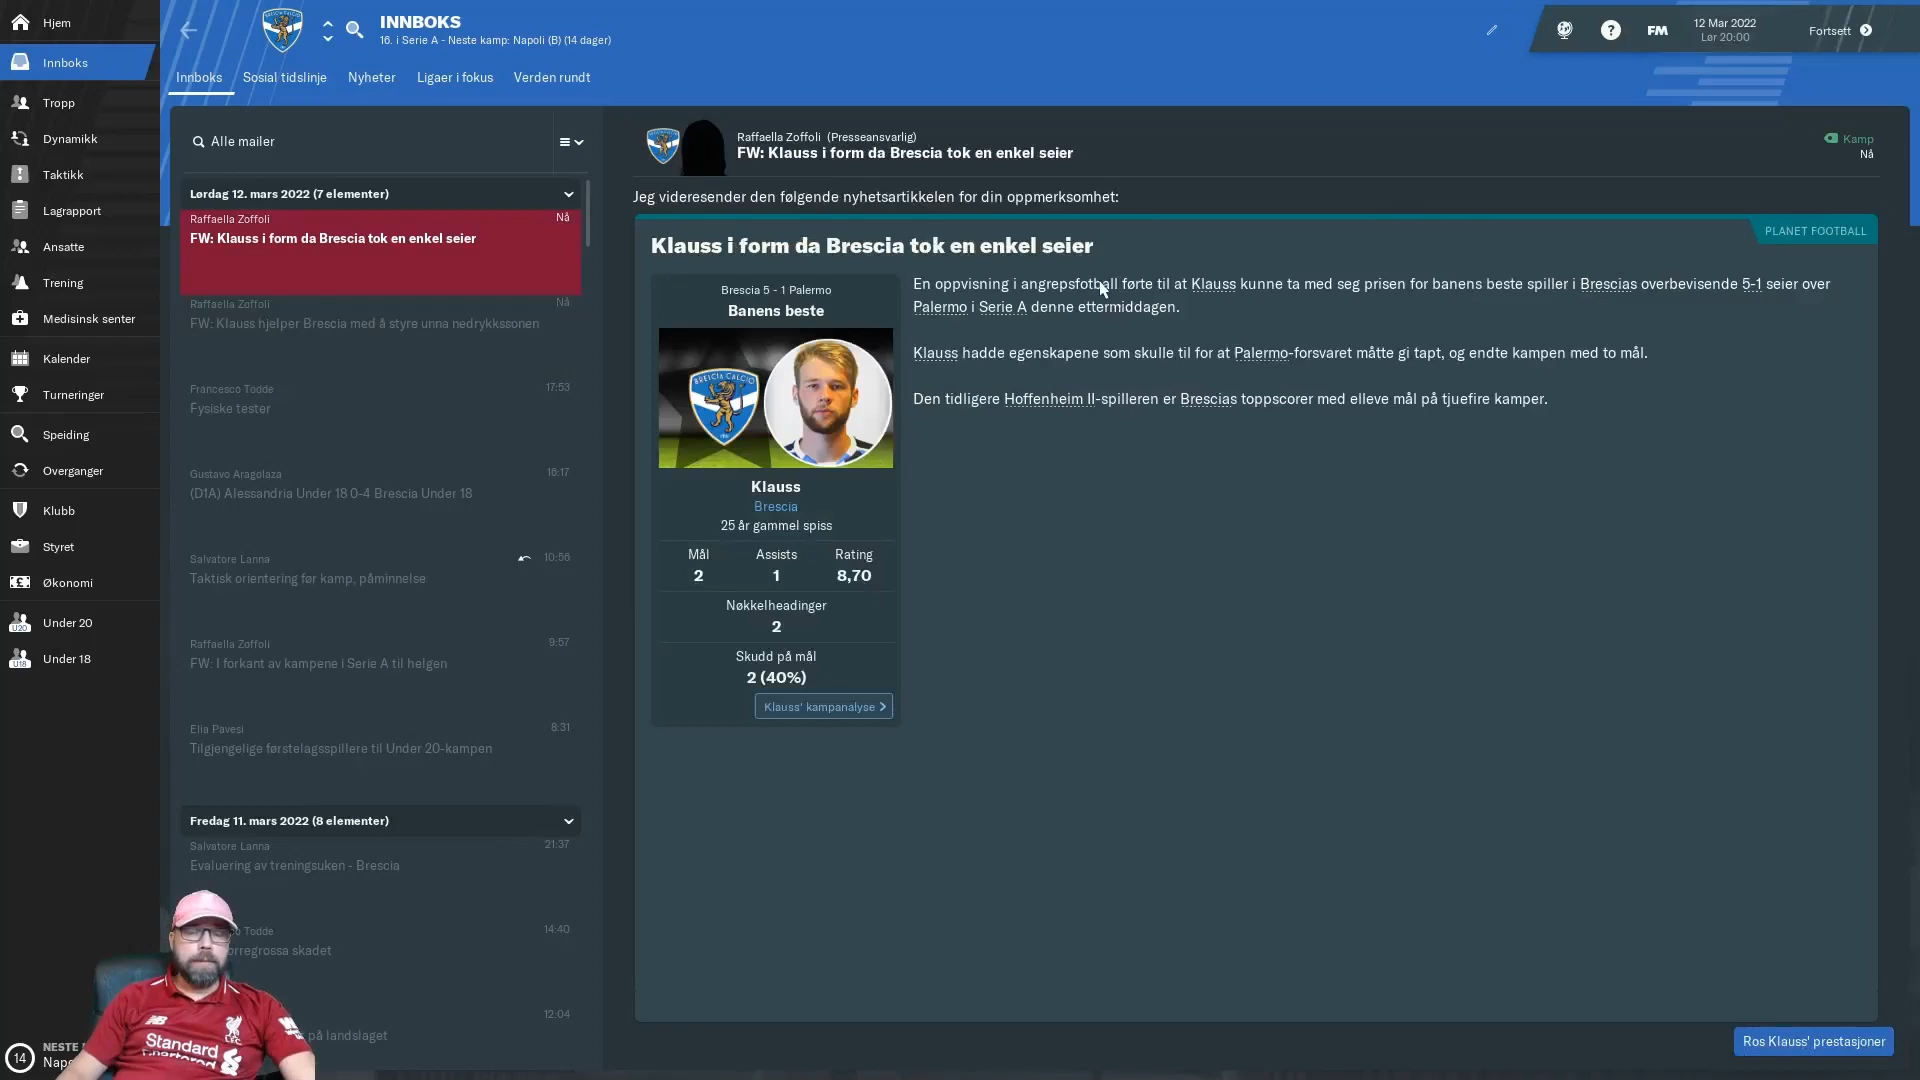 Hjem
Innboks
Tropp
Dynamikk
Taktikk
Lagrapport
Ansatte
Trening
Medisinsk senter
Kalender
Turneringer
Speiding
Overganger
Klubb
Styret
Økonomi
U20
Under 20
U18
Under 18
14
NESTE
INNBOKS
16. i Serie A - Neste kamp: Napoli (B) (14 dager)
?
FM
12 Mar 2022
Lør 20:00
Fortsett
Innboks
Sosial tidslinje
Nyheter
Ligaer i fokus
Verden rundt
Alle mailer
Lørdag 12. mars 2022 (7 elementer)
Raffaella Zoffoli
Nå
FW: Klauss i form da Brescia tok en enkel seier
Raffaella Zoffoli
Nå
FW: Klauss hjelper Brescia med å styre unna nedrykkssonen
Francesco Todde
17:53
Fysiske tester
Gustavo Aragolaza
16:17
(D1A) Alessandria Under 18 0-4 Brescia Under 18
Salvatore Lanna
10:56
Taktisk orientering før kamp, påminnelse
Raffaella Zoffoli
9:57
FW: I forkant av kampene i Serie A til helgen
Elia Pavesi
8:31
Tilgjengelige førstelagsspillere til Under 20-kampen
Fredag 11. mars 2022 (8 elementer)
Salvatore Lanna
21:37
Evaluering av treningsuken - Brescia
Todde
14:40
skadet
12:04
på landslaget
Raffaella Zoffoli (Presseansvarlig)
FW: Klauss i form da Brescia tok en enkel seier
Kamp
Nå
Jeg videresender den følgende nyhetsartikkelen for din oppmerksomhet:
PLANET FOOTBALL
Klauss i form da Brescia tok en enkel seier
Brescia 5 - 1 Palermo
Banens beste
BRESCIA CALCIO
Klauss
Brescia
25 år gammel spiss
Mål Assists Rating
2 1 8,70
Nøkkelheadinger
2
Skudd på mål
2 (40%)
Klauss' kampanalyse
En oppvisning i angrepsfotball førte til at Klauss kunne ta med seg prisen for banens beste spiller i Brescias overbevisende 5-1 seier over
Palermo i Serie A denne ettermiddagen.
Klauss hadde egenskapene som skulle til for at Palermo-forsvaret måtte gi tapt, og endte kampen med to mål.
Den tidligere Hoffenheim II-spilleren er Brescias toppscorer med elleve mål på tjuefire kamper.
Ros Klauss' prestasjoner
Standard
Chartered